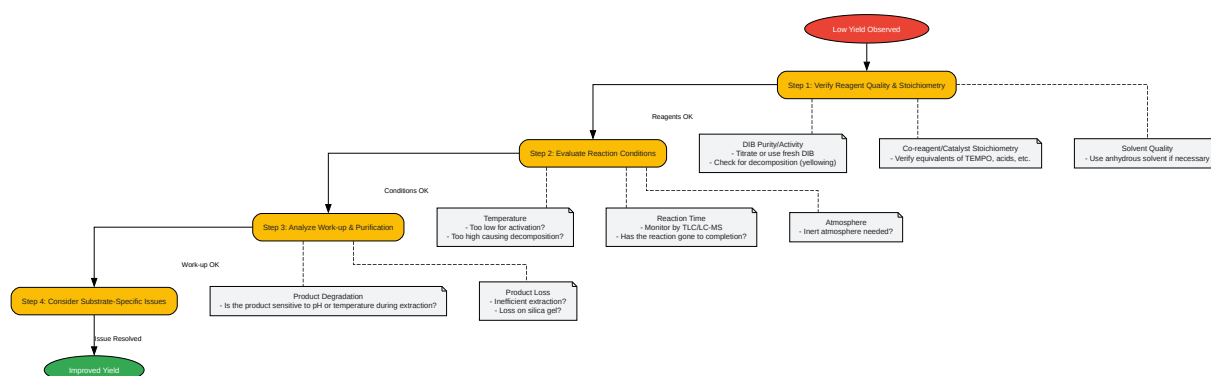 Low Yield Observed
Step 1: Verify Reagent Quality & Stoichiometry
Reagents OK
DIB Purity/Activity
- Titrate or use fresh DIB
- Check for decomposition (yellowing)
Co-reagent/Catalyst Stoichiometry
- Verify equivalents of TEMPO, acids, etc.
Solvent Quality
- Use anhydrous solvent if necessary
Step 2: Evaluate Reaction Conditions
Conditions OK
Temperature
- Too low for activation?
- Too high causing decomposition?
Reaction Time
- Monitor by TLC/LC-MS
- Has the reaction gone to completion?
Atmosphere
- Inert atmosphere needed?
Step 3: Analyze Work-up & Purification
Work-up OK
Product Degradation
- Is the product sensitive to pH or temperature during extraction?
Product Loss
- Inefficient extraction?
- Loss on silica gel?
Step 4: Consider Substrate-Specific Issues
Issue Resolved
Improved Yield